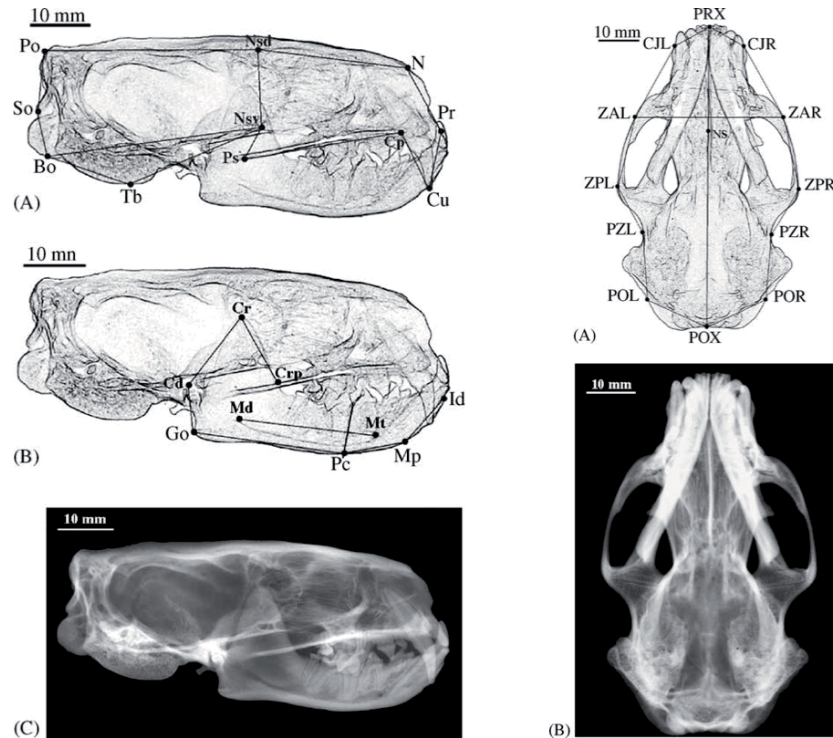 10 mm
Po
Nsd
N
So
Nsv
Pr
Bo
Ps
Cp
Tb
Cu
(A)
10 mn
Cr
Cd
Crp
Id
Md
Mt
Go
Pc
Mp
(B)
10 mm
(C)
PRX
10 mm
CJL
CJR
ZAL
ZAR
NS
ZPL
ZPR
PZL
PZR
POL
POR
(A)
POX
10 mm
(B)